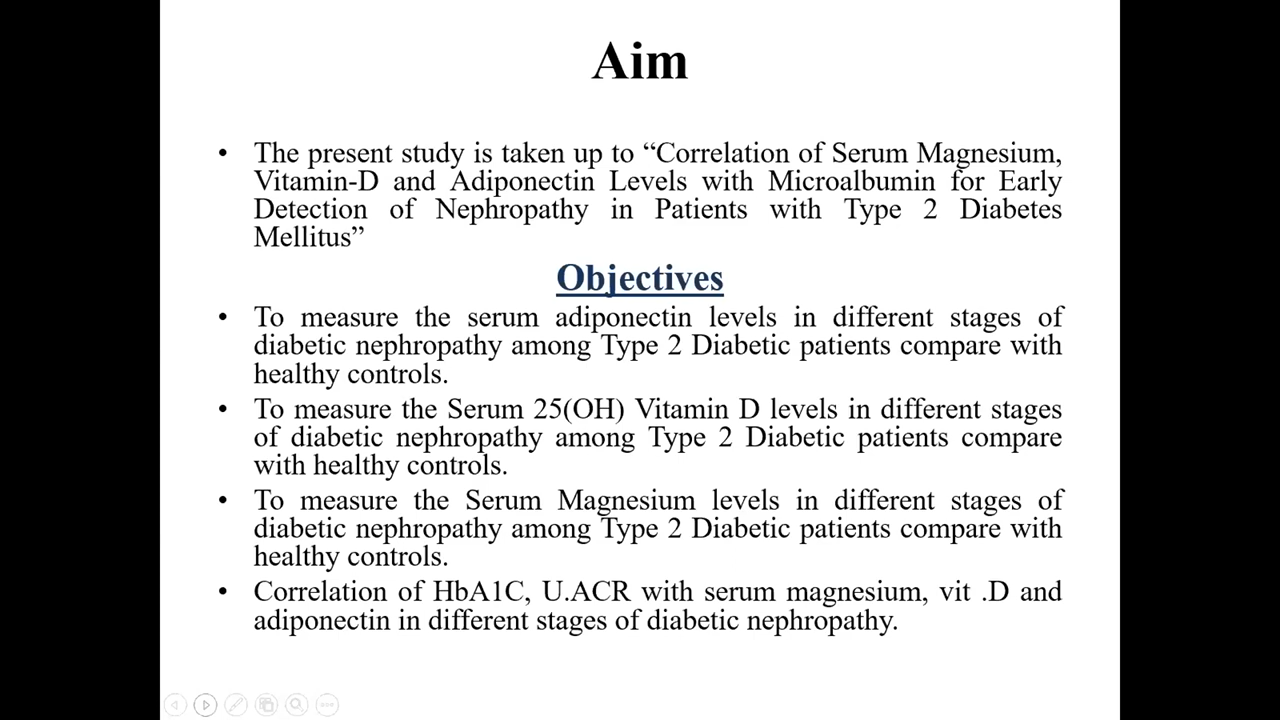 Aim
• The present study is taken up to “Correlation of Serum Magnesium,
Vitamin-D and Adiponectin Levels with Microalbumin for Early
Detection of Nephropathy in Patients with Type 2 Diabetes
Mellitus”
Objectives
• To measure the serum adiponectin levels in different stages of
diabetic nephropathy among Type 2 Diabetic patients compare with
healthy controls.
• To measure the Serum 25(OH) Vitamin D levels in different stages
of diabetic nephropathy among Type 2 Diabetic patients compare
with healthy controls.
• To measure the Serum Magnesium levels in different stages of
diabetic nephropathy among Type 2 Diabetic patients compare with
healthy controls.
• Correlation of HbA1C, U.ACR with serum magnesium, vit .D and
adiponectin in different stages of diabetic nephropathy.